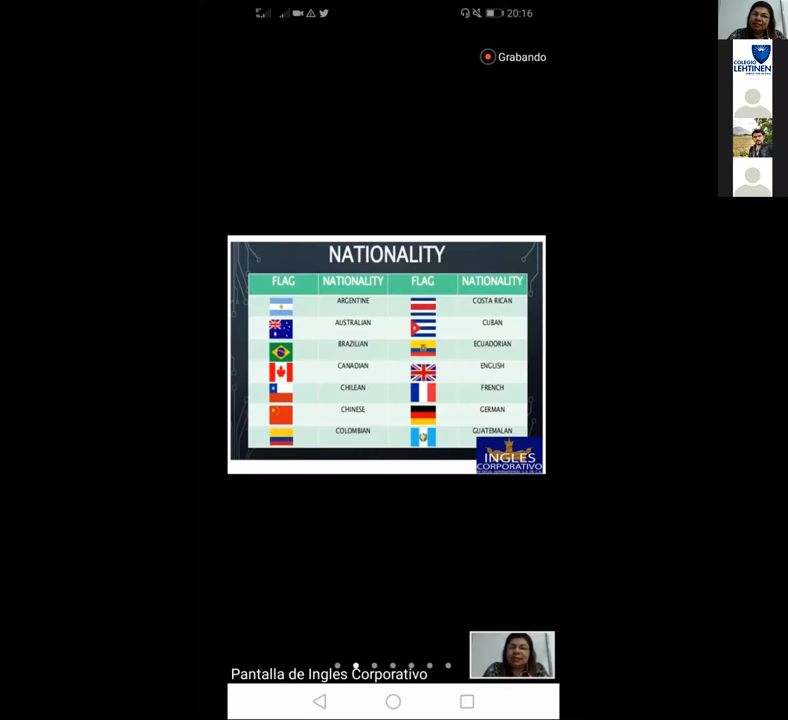 20:16
Grabando
COLEGIO
LEHTINEN
NATIONALITY
FLAG NATIONALITY FLAG NATIONALITY
ARGENTINE COSTA RICAN
AUSTRALIAN CUBAN
BRAZILIAN ECUADORIAN
CANADIAN ENGLISH
CHILEAN FRENCH
CHINESE GERMAN
COLOMBIAN GUATEMALAN
INGLES
CORPORATIVO
Pantalla de Ingles Corporativo